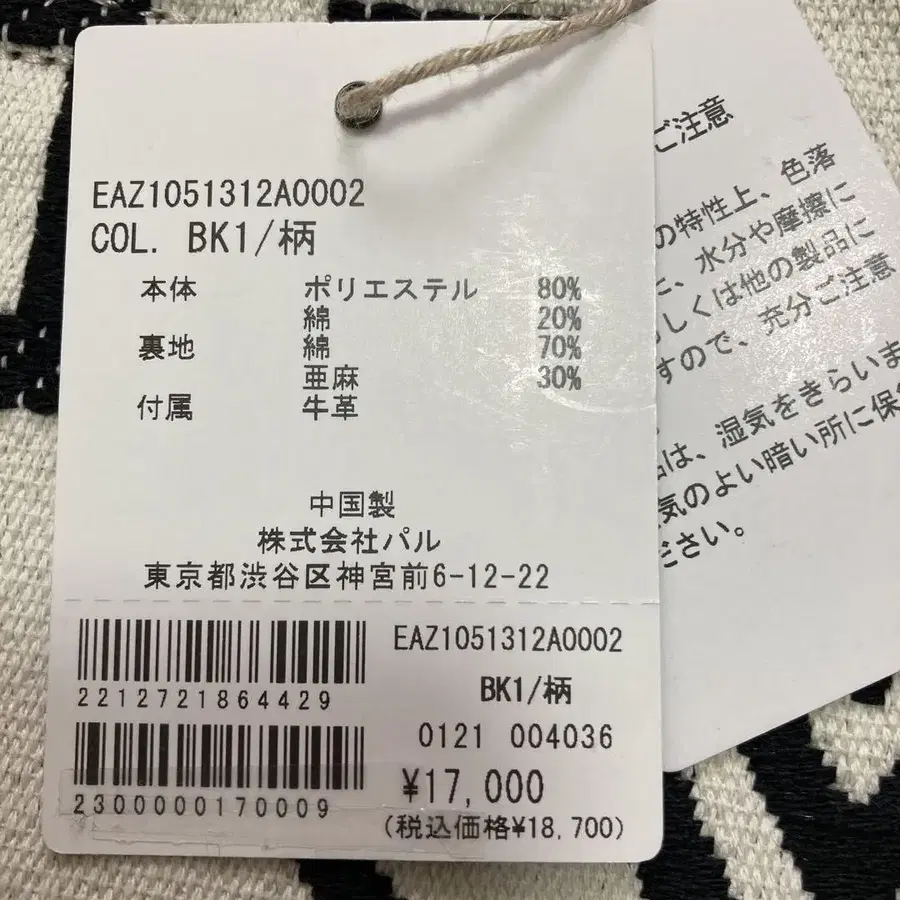 EAZ1051312A0002
COL. BK1/柄
本体 ポリエステル 80%
綿 20%
裏地 綿 70%
亜麻 30%
付属 牛革
中国製
株式会社パル
東京都渋谷区神宮前6-12-22
2212721864429
2300000170009
EAZ1051312A0002
BK1/柄
0121 004036
¥17,000
(税込価格¥18,700)
ご注意
の特性上、色落
に、水分や摩擦に
しくは他の製品に
すので、充分ご注意
は、湿気をきらいま
気のよい暗い所に保
ださい。